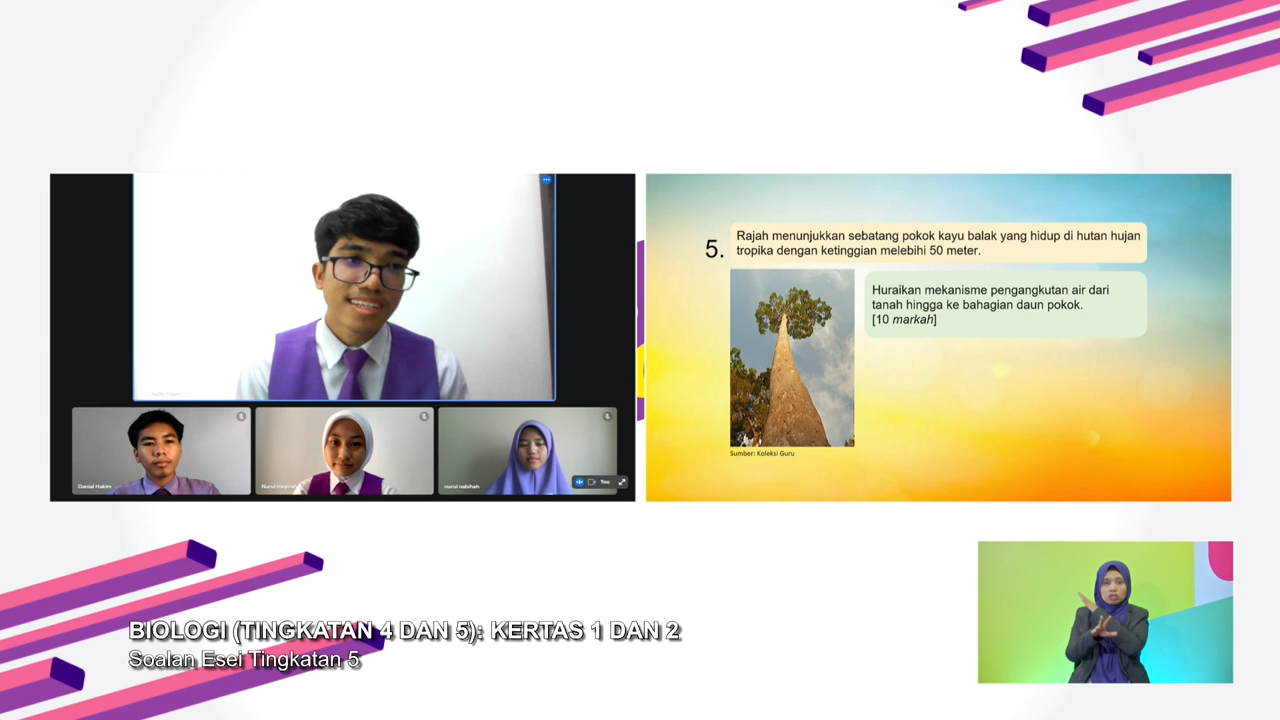 5.
Rajah menunjukkan sebatang pokok kayu balak yang hidup di hutan hujan
tropika dengan ketinggian melebihi 50 meter.
Huraikan mekanisme pengangkutan air dari
tanah hingga ke bahagian daun pokok.
[10 markah]
Sumber: Koleksi Guru
Danial Hakim
Nurul
nurul nabihah
You
BIOLOGI (TINGKATAN 4 DAN 5): KERTAS 1 DAN 2
Soalan Esei Tingkatan 5